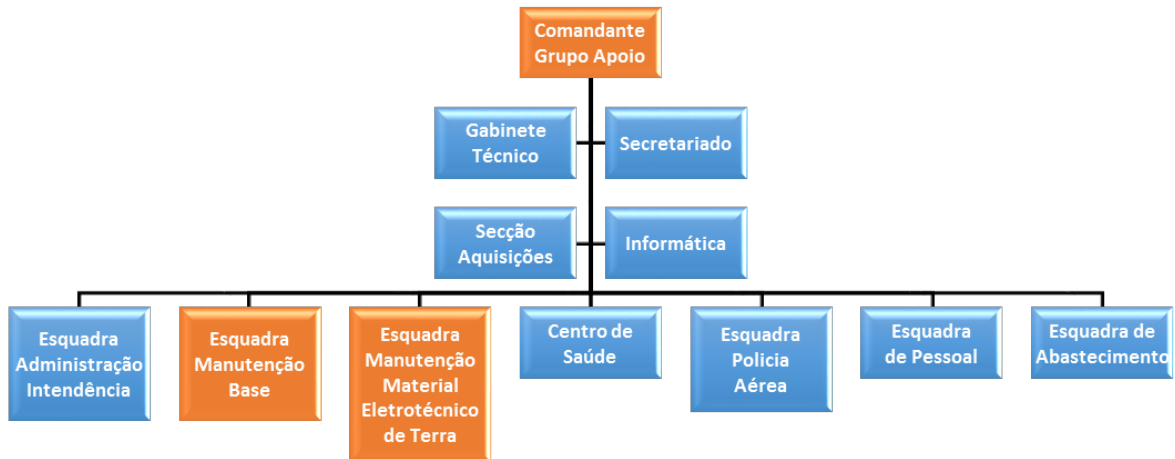 Comandante
Grupo Apoio
Gabinete
Técnico
Secretariado
Secção
Aquisições
Informática
Esquadra
Administração
Intendência
Esquadra
Manutenção
Base
Esquadra
Manutenção
Material
Eletrotécnico
de Terra
Centro de
Saúde
Esquadra
Policia
Aérea
Esquadra
de Pessoal
Esquadra de
Abastecimento